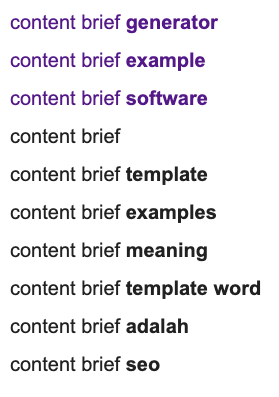 content brief generator
content brief example
content brief software
content brief
content brief template
content brief examples
content brief meaning
content brief template word
content brief adalah
content brief seo